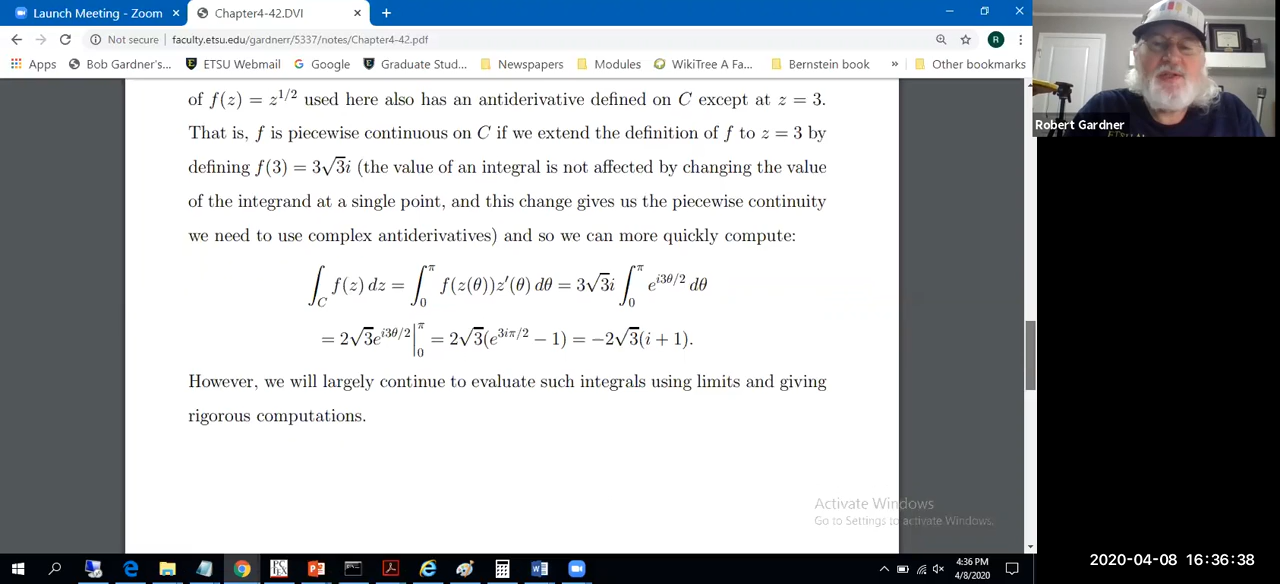 Launch Meeting - Zoom
Chapter4-42.DVI
Not secure | faculty.etsu.edu/gardnerr/5337/notes/Chapter4-42.pdf
R
Apps Bob Gardner's... ETSU Webmail Google Graduate Stud... Newspapers Modules WikiTree A Fa... Bernstein book » Other bookmarks
of f(z) = z^{1/2} used here also has an antiderivative defined on C except at z = 3.
That is, f is piecewise continuous on C if we extend the definition of f to z = 3 by
defining f(3) = 3√3i (the value of an integral is not affected by changing the value
of the integrand at a single point, and this change gives us the piecewise continuity
we need to use complex antiderivatives) and so we can more quickly compute:
∫_C f(z) dz = ∫_0^π f(z(θ))z′(θ) dθ = 3√3i ∫_0^π e^{i3θ/2} dθ
= 2√3e^{i3θ/2}|_0^π = 2√3(e^{3iπ/2} − 1) = −2√3(i + 1).
However, we will largely continue to evaluate such integrals using limits and giving
rigorous computations.
Activate Windows
Go to Settings to activate Windows.
Robert Gardner
4:36 PM
4/8/2020
2020-04-08 16:36:38